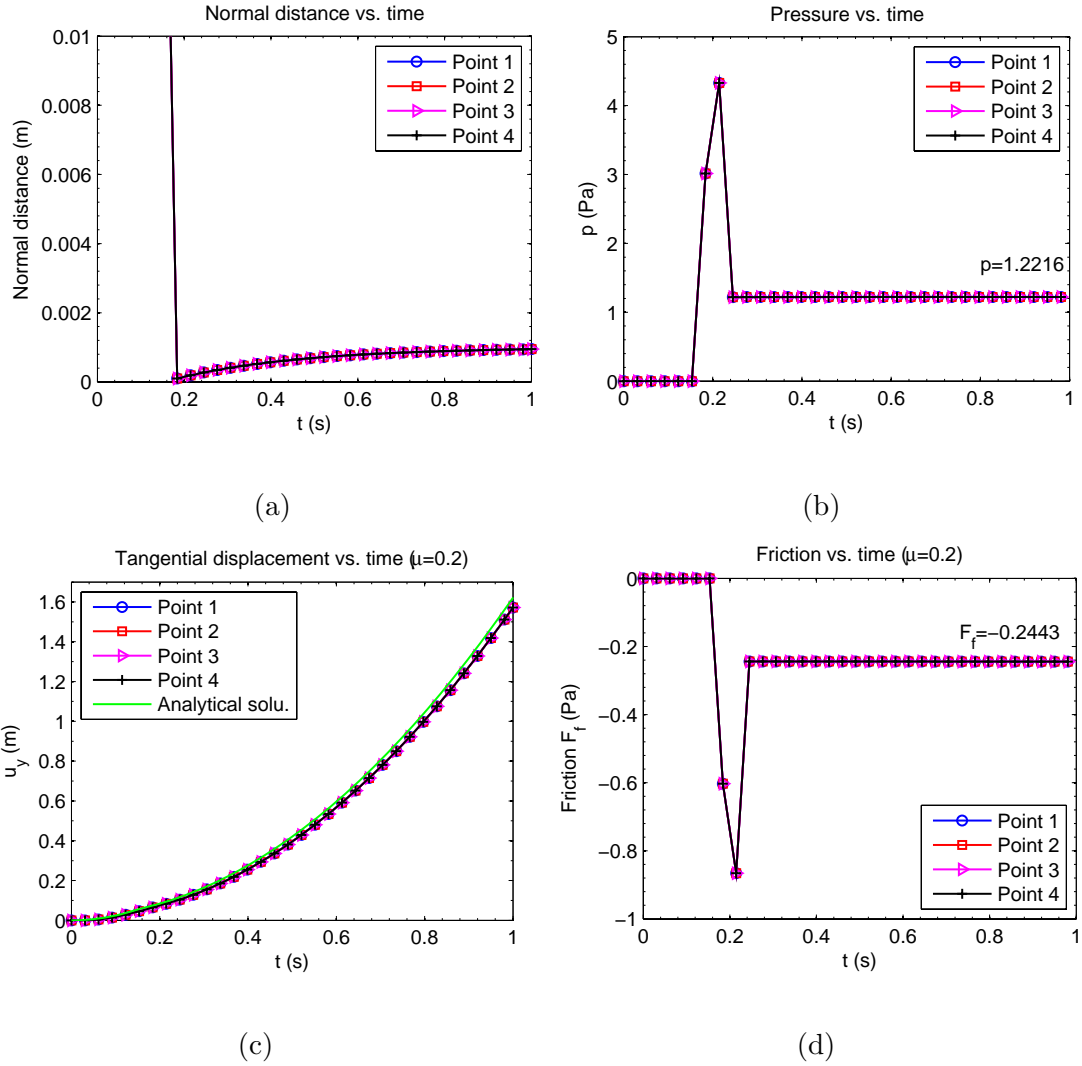 Normal distance vs. time
0.01
0.008
0.006
0.004
0.002
0
Normal distance (m)
Point 1
Point 2
Point 3
Point 4
0 0.2 0.4 0.6 0.8 1
t (s)
(a)
Pressure vs. time
5
4
3
2
1
0
p (Pa)
Point 1
Point 2
Point 3
Point 4
p=1.2216
0 0.2 0.4 0.6 0.8 1
t (s)
(b)
Tangential displacement vs. time (μ=0.2)
1.6
1.4
1.2
1
0.8
0.6
0.4
0.2
0
u_y (m)
Point 1
Point 2
Point 3
Point 4
Analytical solu.
0 0.2 0.4 0.6 0.8 1
t (s)
(c)
Friction vs. time (μ=0.2)
0
−0.2
−0.4
−0.6
−0.8
−1
Friction F_f (Pa)
F_f=−0.2443
Point 1
Point 2
Point 3
Point 4
0 0.2 0.4 0.6 0.8 1
t (s)
(d)